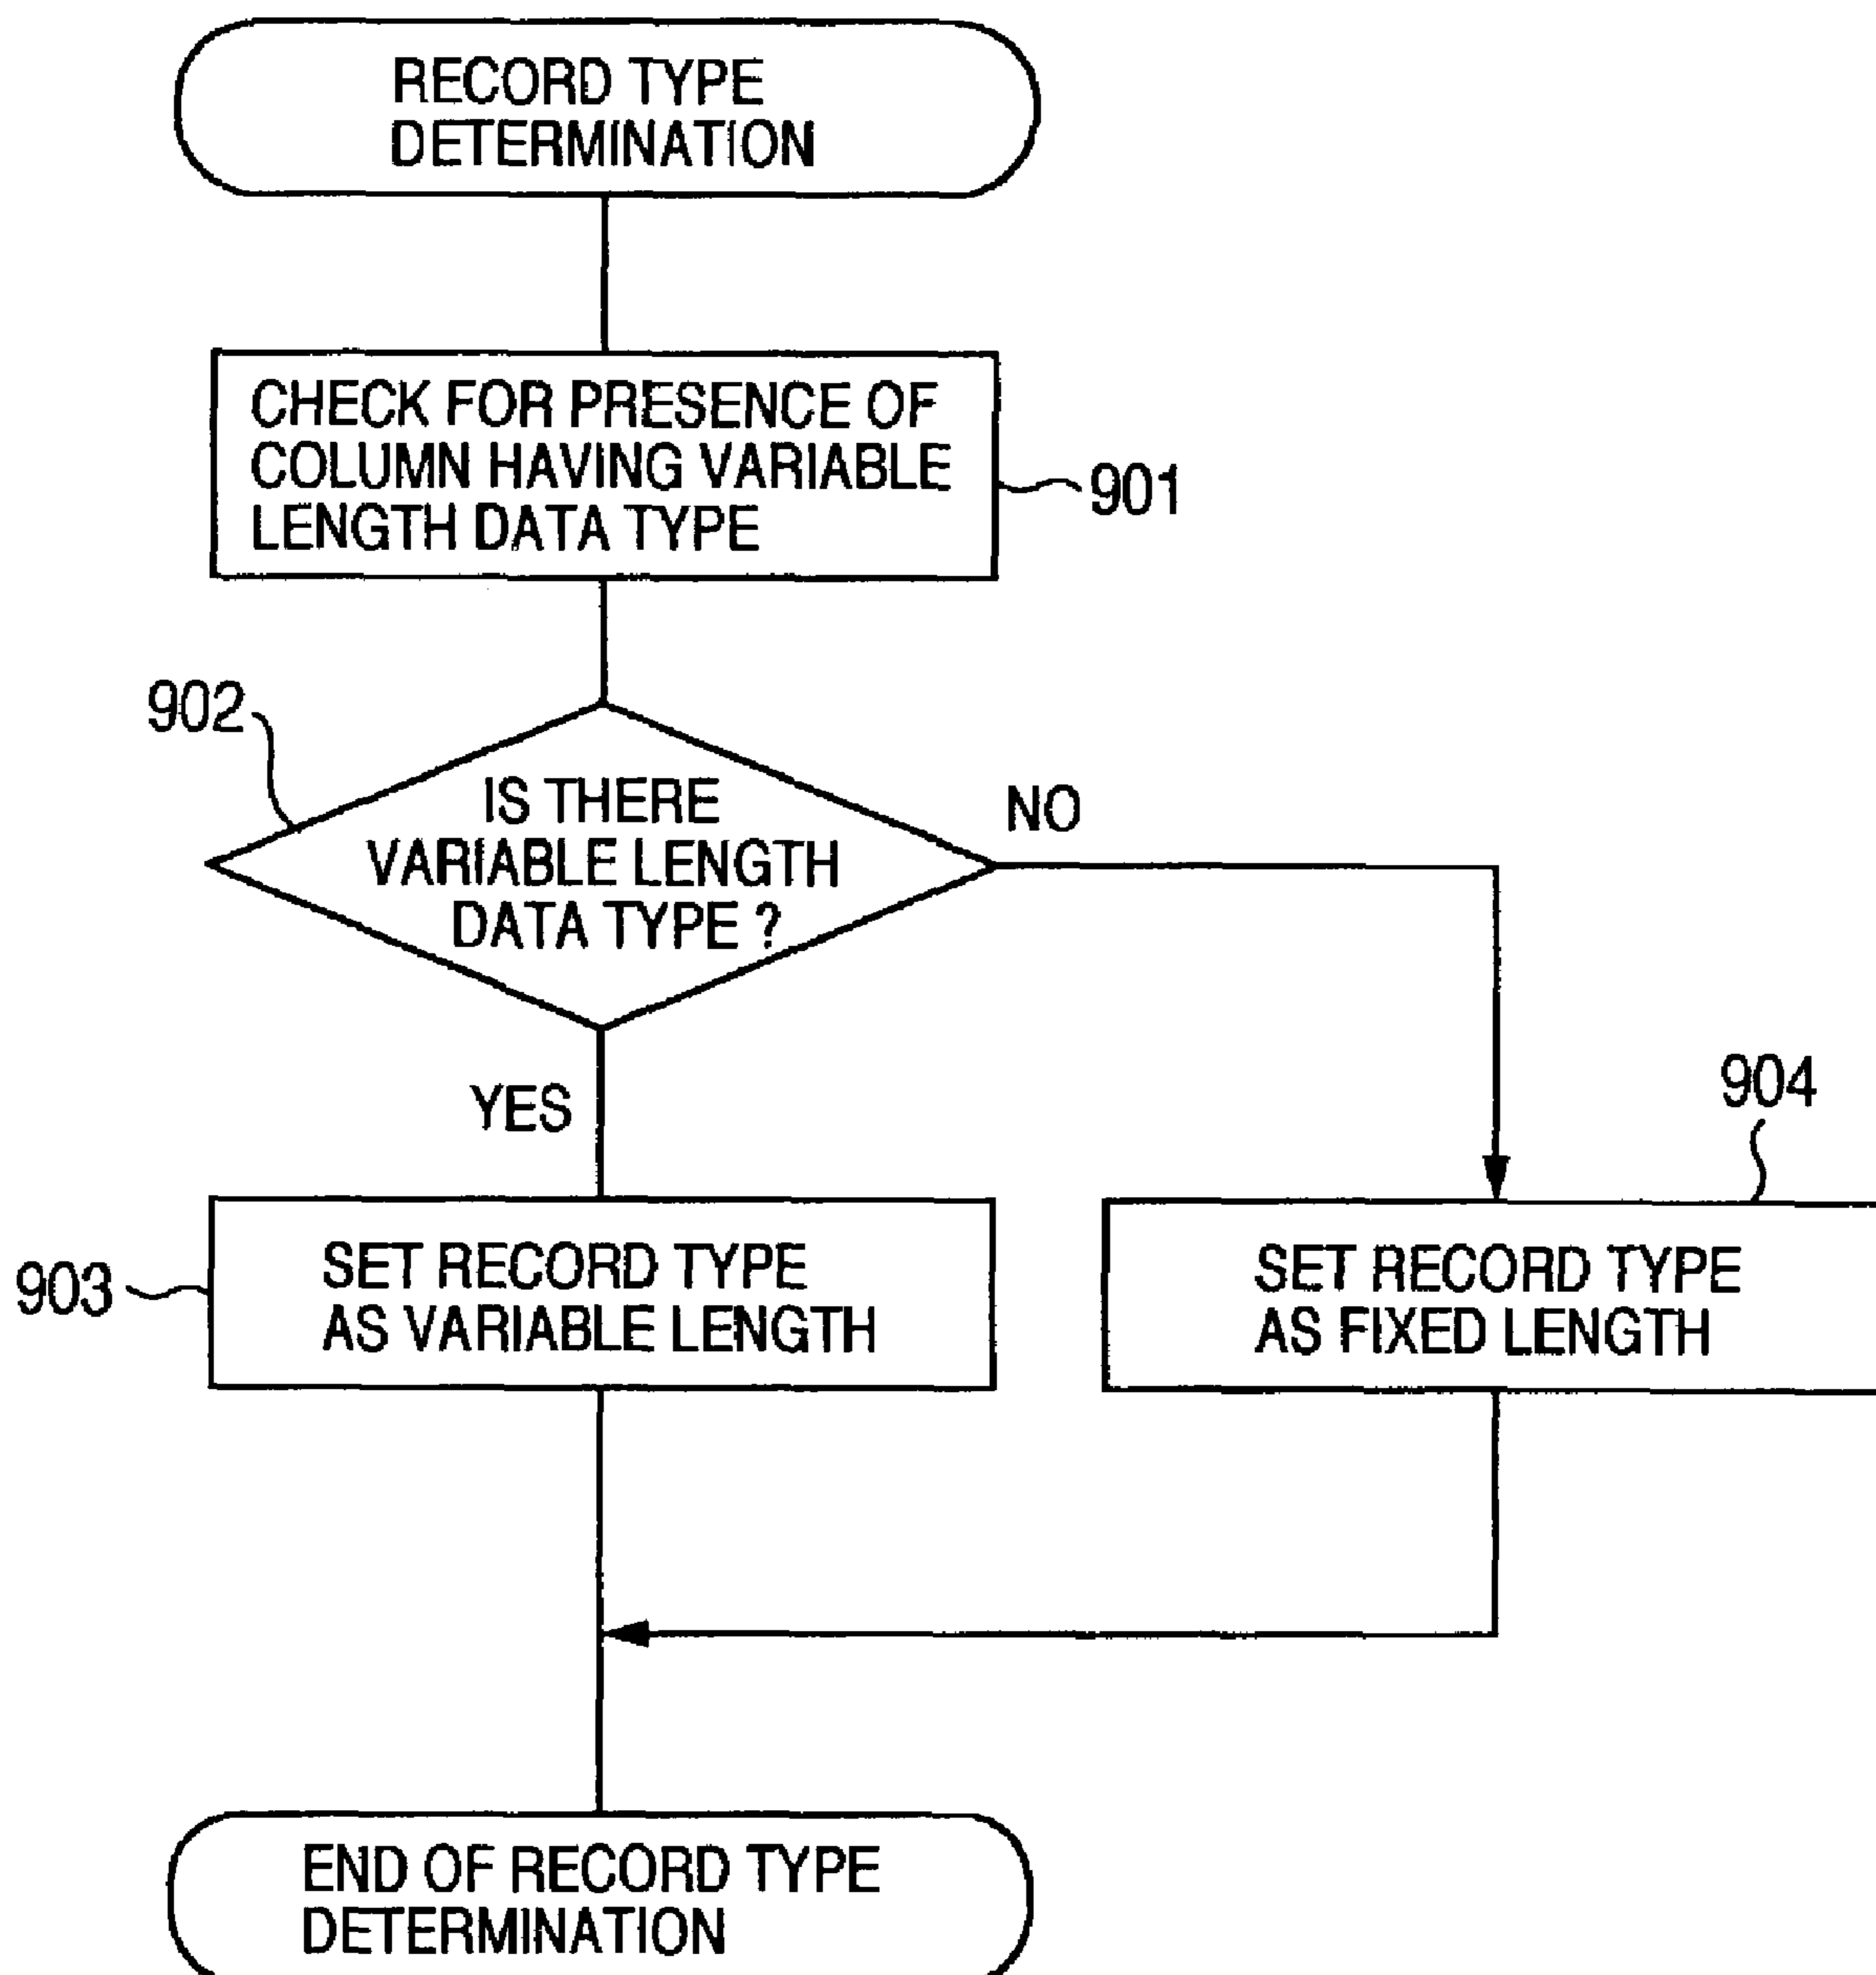 RECORD TYPE
DETERMINATION
CHECK FOR PRESENCE OF
COLUMN HAVING VARIABLE
LENGTH DATA TYPE
901
902
IS THERE
VARIABLE LENGTH
DATA TYPE ?
NO
YES
904
903
SET RECORD TYPE
AS VARIABLE LENGTH
SET RECORD TYPE
AS FIXED LENGTH
END OF RECORD TYPE
DETERMINATION